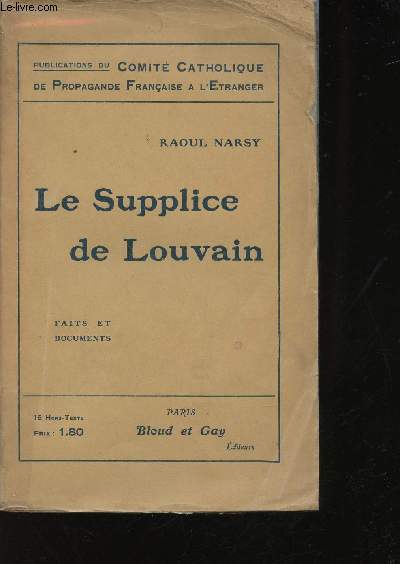 Le-livre.com
PUBLICATIONS DU COMITÉ CATHOLIQUE
DE PROPAGANDE FRANÇAISE A L'ETRANGER
RAOUL NARSY
Le Supplice
de Louvain
FAITS ET
DOCUMENTS
16 HORS-TEXTE
PRIX : 1.80
PARIS
Bloud et Gay
Éditeurs